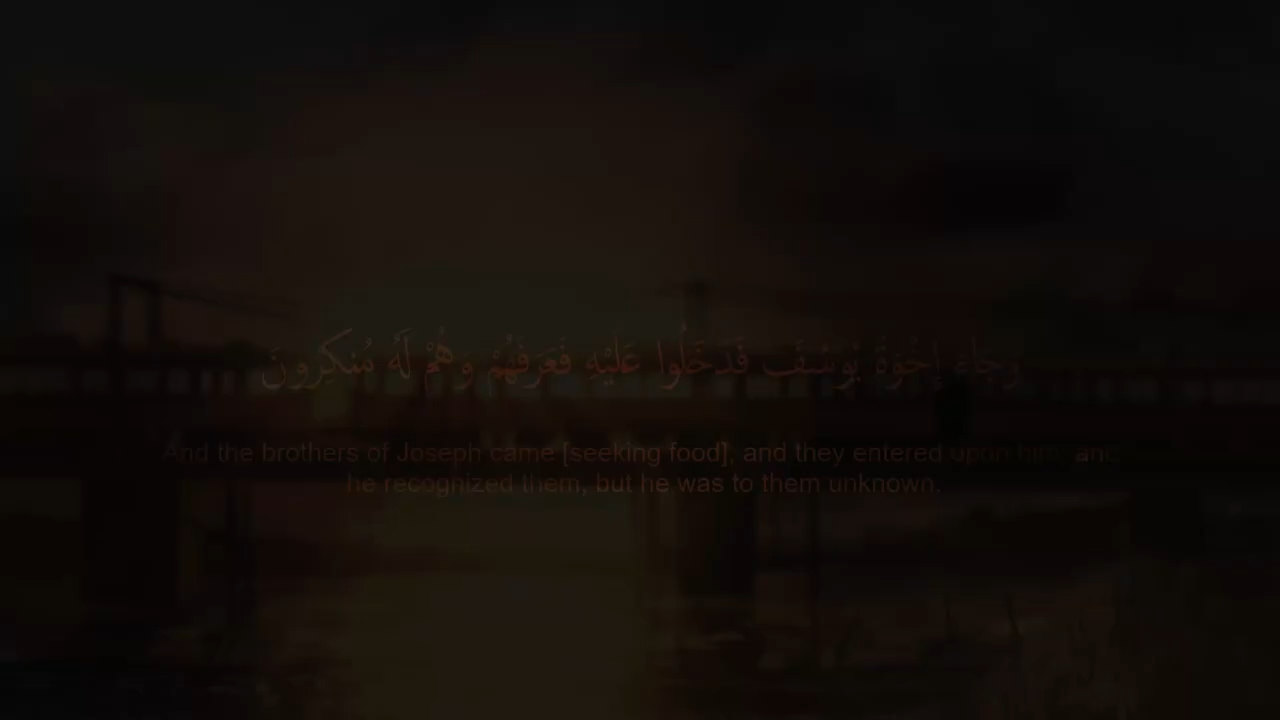 وَجَاءَ إِخْوَةُ يُوسُفَ فَدَخَلُوا عَلَيْهِ فَعَرَفَهُمْ وَهُمْ لَهُ مُنكِرُونَ
And the brothers of Joseph came [seeking food], and they entered upon him; and
he recognized them, but he was to them unknown.